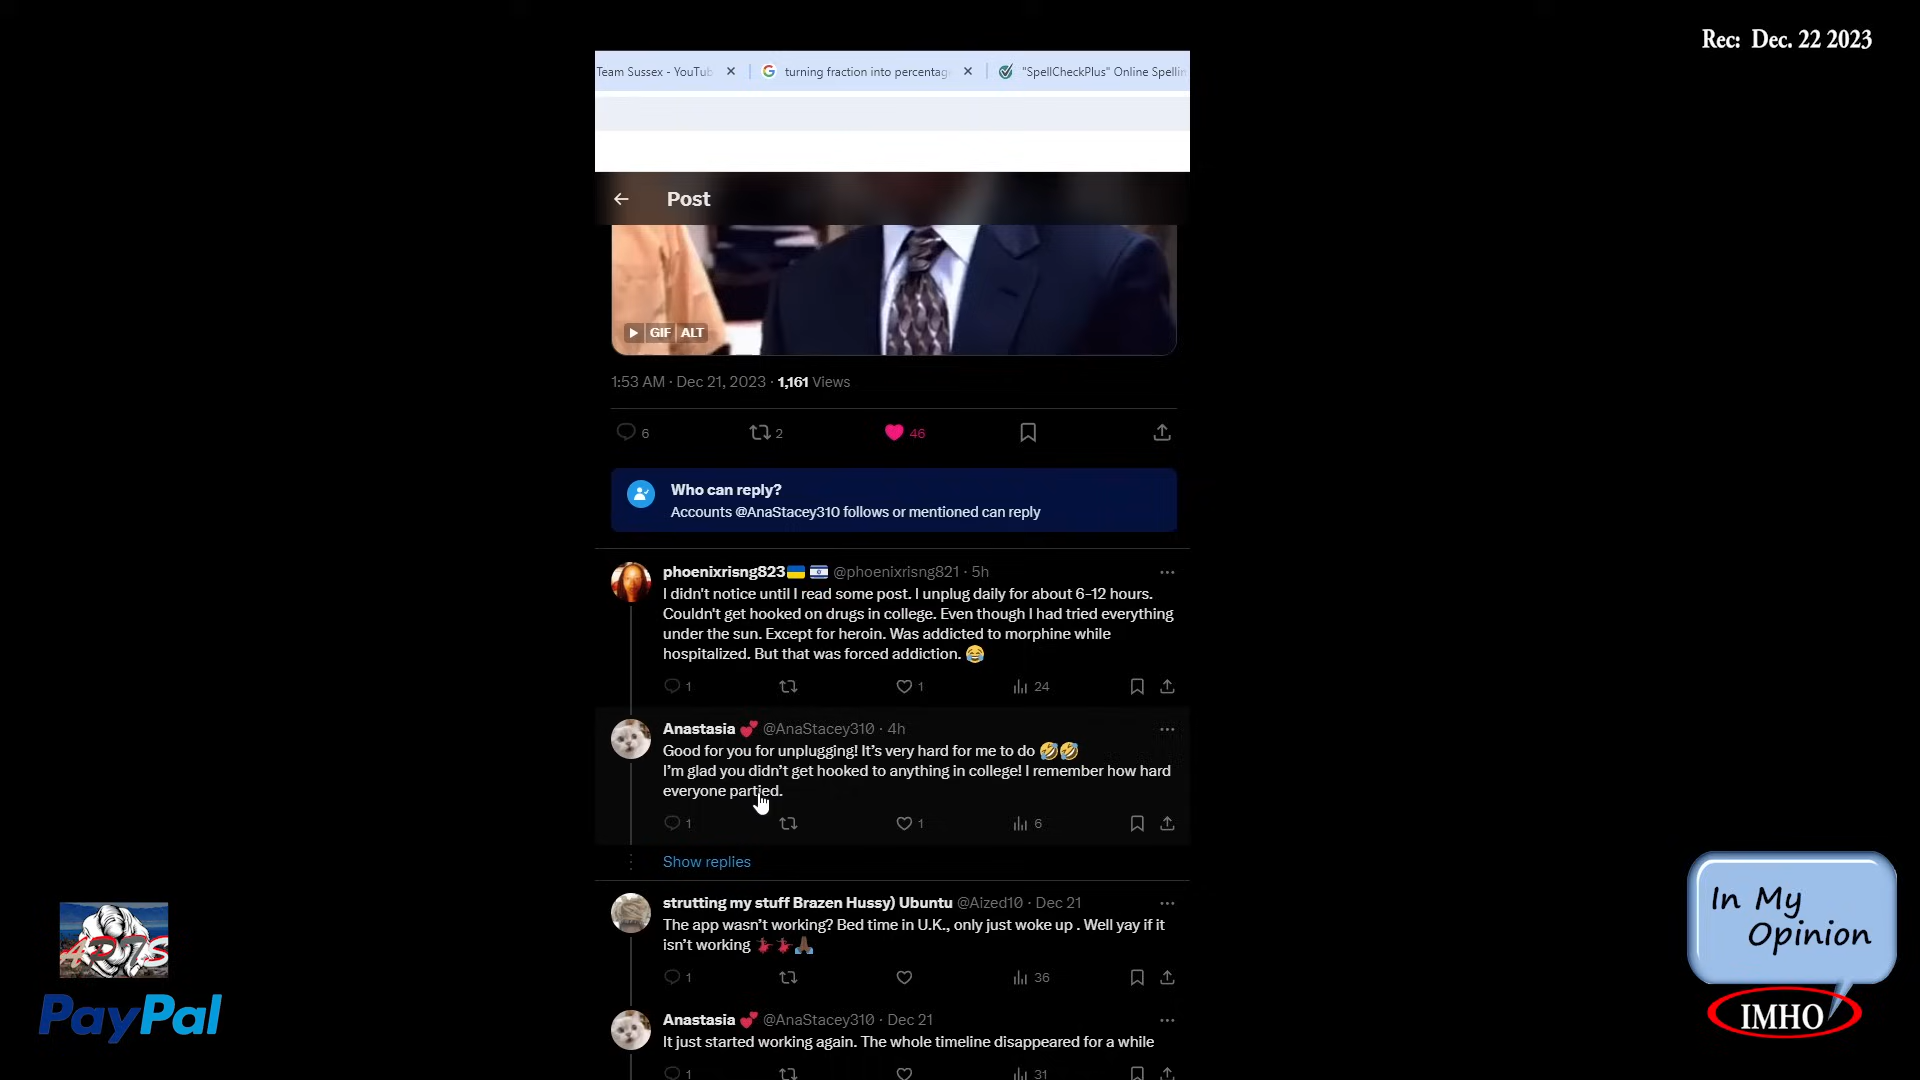 Rec: Dec. 22 2023
Team Sussex - YouTub
turning fraction into percentag
"SpellCheckPlus" Online Spellin
Post
GIF ALT
1:53 AM · Dec 21, 2023 · 1,161 Views
6 2 46
Who can reply?
Accounts @AnaStacey310 follows or mentioned can reply
phoenixrisng823 @phoenixrisng821 · 5h
I didn't notice until I read some post. I unplug daily for about 6-12 hours.
Couldn't get hooked on drugs in college. Even though I had tried everything
under the sun. Except for heroin. Was addicted to morphine while
hospitalized. But that was forced addiction. 😂
1 1 24
Anastasia 💕 @AnaStacey310 · 4h
Good for you for unplugging! It's very hard for me to do 🤣🤣
I'm glad you didn't get hooked to anything in college! I remember how hard
everyone partied.
1 1 6
Show replies
strutting my stuff Brazen Hussy) Ubuntu @Aized10 · Dec 21
The app wasn't working? Bed time in U.K., only just woke up . Well yay if it
isn't working 💃💃🙏🏾
1 36
Anastasia 💕 @AnaStacey310 · Dec 21
It just started working again. The whole timeline disappeared for a while
1 31
PayPal
In My
Opinion
IMHO